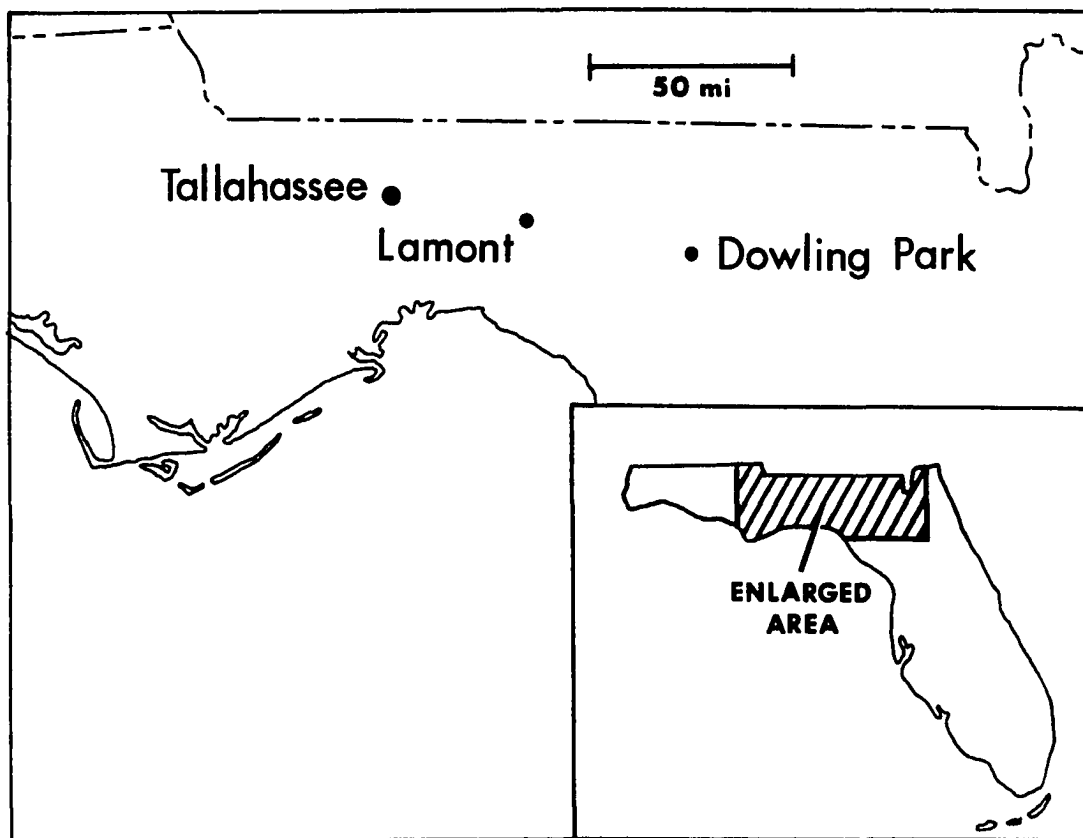 50 mi
Tallahassee
Lamont
Dowling Park
ENLARGED
AREA